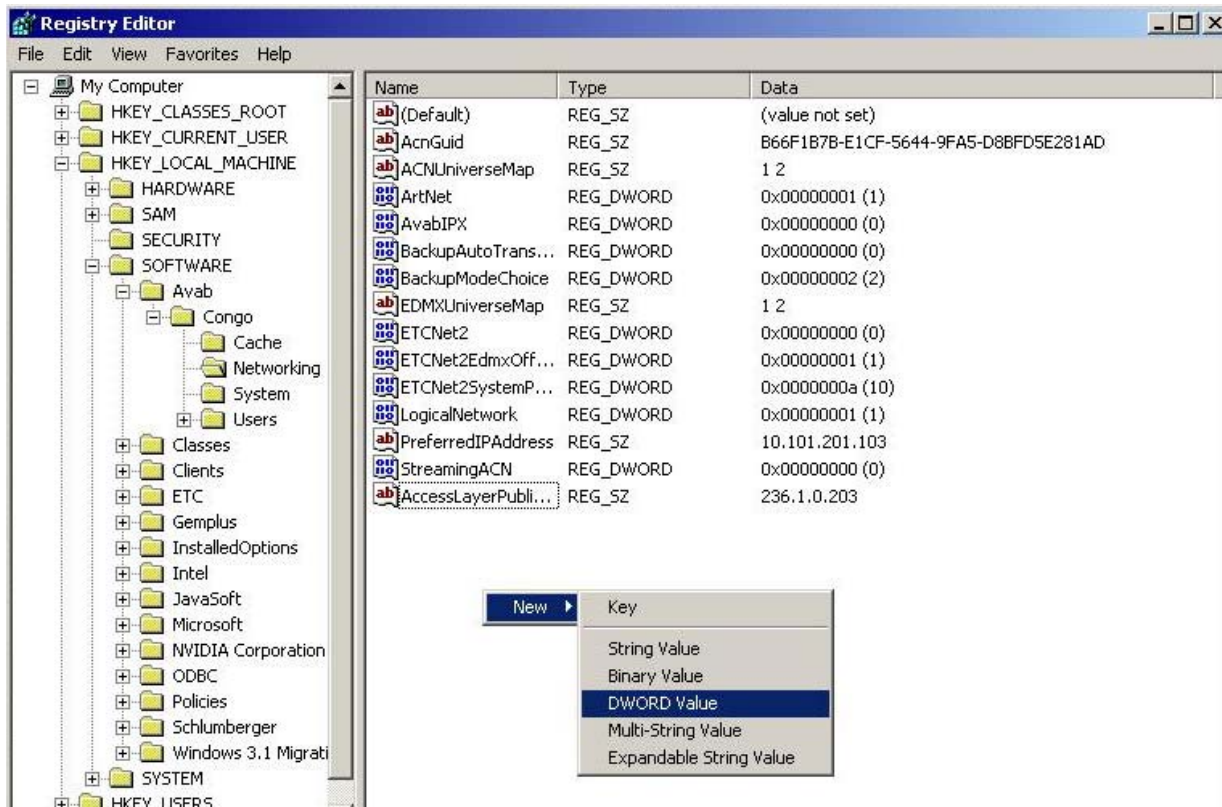 Registry Editor
File Edit View Favorites Help
My Computer
HKEY_CLASSES_ROOT
HKEY_CURRENT_USER
HKEY_LOCAL_MACHINE
HARDWARE
SAM
SECURITY
SOFTWARE
Avab
Congo
Cache
Networking
System
Users
Classes
Clients
ETC
Gemplus
InstalledOptions
Intel
JavaSoft
Microsoft
NVIDIA Corporation
ODBC
Policies
Schlumberger
Windows 3.1 Migrati
SYSTEM
HKEY_USERS
Name Type Data
(Default) REG_SZ (value not set)
AcnGuid REG_SZ B66F1B7B-E1CF-5644-9FA5-D8BFD5E281AD
ACNUniverseMap REG_SZ 1 2
ArtNet REG_DWORD 0x00000001 (1)
AvabIPX REG_DWORD 0x00000000 (0)
BackupAutoTrans... REG_DWORD 0x00000000 (0)
BackupModeChoice REG_DWORD 0x00000002 (2)
EDMXUniverseMap REG_SZ 1 2
ETCNet2 REG_DWORD 0x00000000 (0)
ETCNet2EdmxOff... REG_DWORD 0x00000001 (1)
ETCNet2SystemP... REG_DWORD 0x0000000a (10)
LogicalNetwork REG_DWORD 0x00000001 (1)
PreferredIPAddress REG_SZ 10.101.201.103
StreamingACN REG_DWORD 0x00000000 (0)
AccessLayerPubli... REG_SZ 236.1.0.203
New
Key
String Value
Binary Value
DWORD Value
Multi-String Value
Expandable String Value